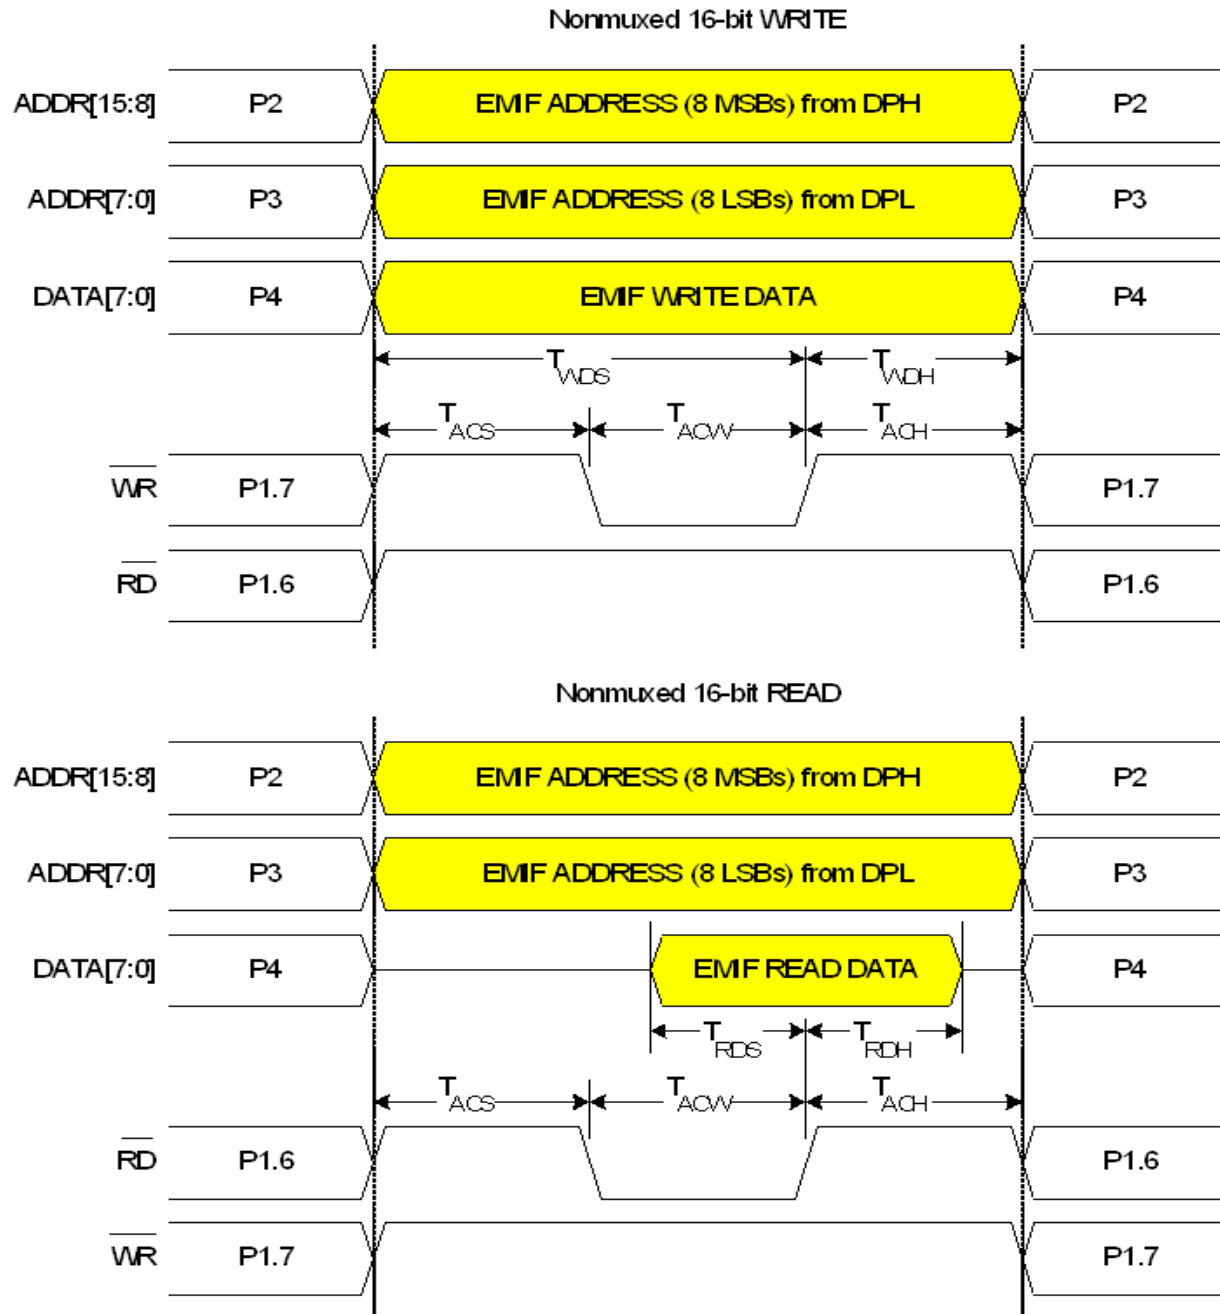 Nonmuxed 16-bit WRITE
ADDR[15:8] P2 EMIF ADDRESS (8 MSBs) from DPH P2
ADDR[7:0] P3 EMIF ADDRESS (8 LSBs) from DPL P3
DATA[7:0] P4 EMIF WRITE DATA P4
TWDS TWDH
TACS TACW TACH
WR P1.7 P1.7
RD P1.6 P1.6
Nonmuxed 16-bit READ
ADDR[15:8] P2 EMIF ADDRESS (8 MSBs) from DPH P2
ADDR[7:0] P3 EMIF ADDRESS (8 LSBs) from DPL P3
DATA[7:0] P4 EMIF READ DATA P4
TRDS TRDH
TACS TACW TACH
RD P1.6 P1.6
WR P1.7 P1.7